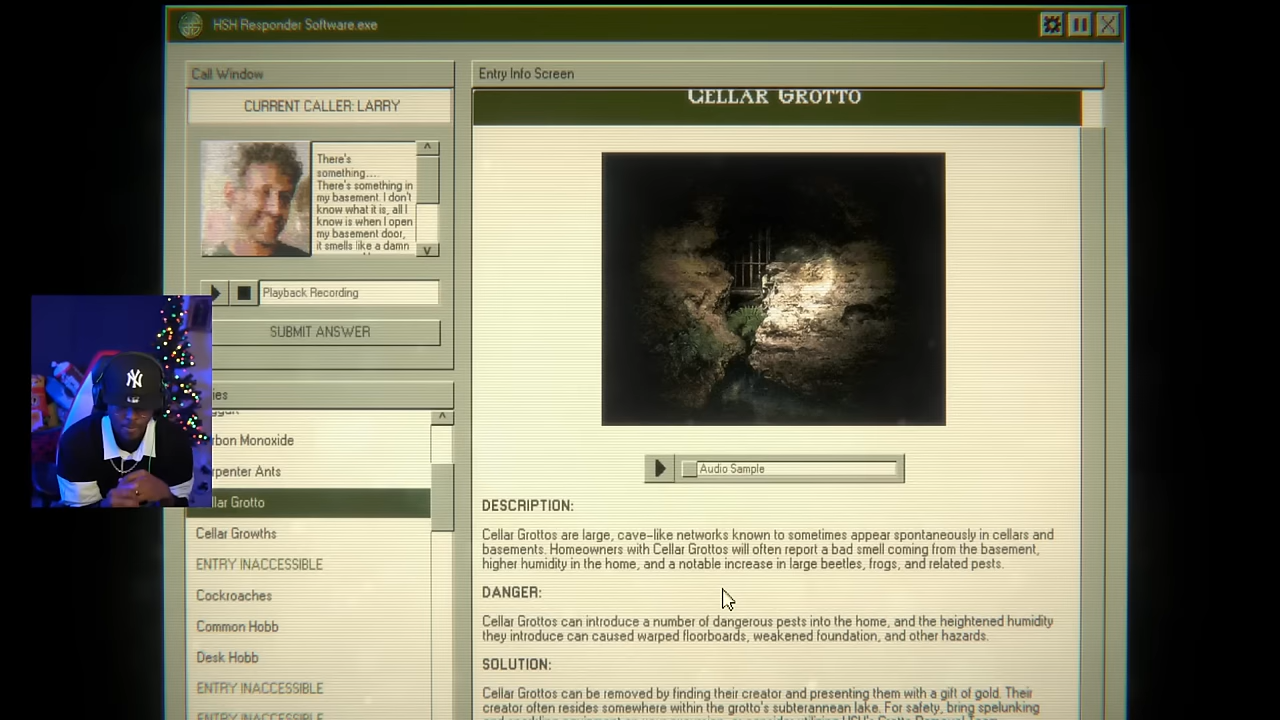 HSH Responder Software.exe
Call Window
CURRENT CALLER: LARRY
There's
something....
There's something in
my basement. I don't
know what it is, all I
know is when I open
my basement door,
it smells like a damn
Playback Recording
SUBMIT ANSWER
Carbon Monoxide
Carpenter Ants
Cellar Grotto
Cellar Growths
ENTRY INACCESSIBLE
Cockroaches
Common Hobb
Desk Hobb
ENTRY INACCESSIBLE
ENTRY INACCESSIBLE
Entry Info Screen
CELLAR GROTTO
Audio Sample
DESCRIPTION:
Cellar Grottos are large, cave-like networks known to sometimes appear spontaneously in cellars and
basements. Homeowners with Cellar Grottos will often report a bad smell coming from the basement,
higher humidity in the home, and a notable increase in large beetles, frogs, and related pests.
DANGER:
Cellar Grottos can introduce a number of dangerous pests into the home, and the heightened humidity
they introduce can caused warped floorboards, weakened foundation, and other hazards.
SOLUTION:
Cellar Grottos can be removed by finding their creator and presenting them with a gift of gold. Their
creator often resides somewhere within the grotto's subterannean lake. For safety, bring spelunking